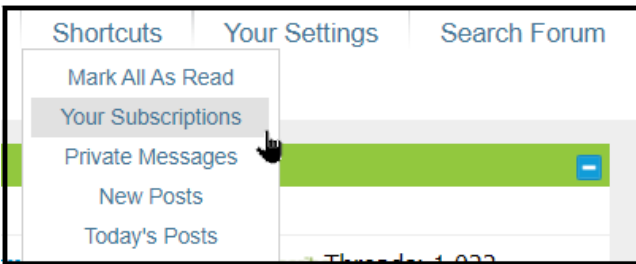 Shortcuts Your Settings Search Forum
Mark All As Read
Your Subscriptions
Private Messages
New Posts
Today's Posts